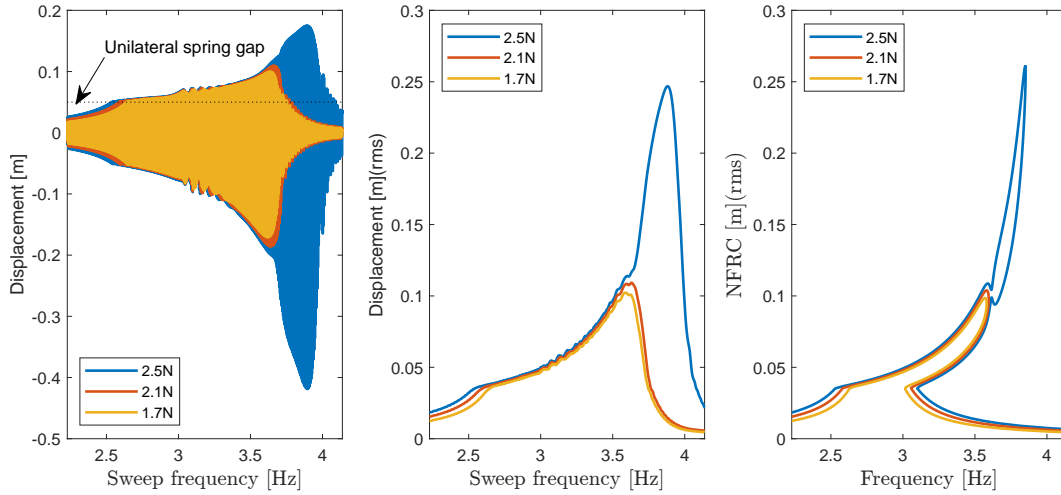 0.2
0.1
0
-0.1
-0.2
-0.3
-0.4
-0.5
Displacement [m]
Unilateral spring gap
2.5N
2.1N
1.7N
2.5
3
3.5
4
Sweep frequency [Hz]
0.3
0.25
0.2
0.15
0.1
0.05
0
Displacement [m](rms)
2.5N
2.1N
1.7N
2.5
3
3.5
4
Sweep frequency [Hz]
0.3
0.25
0.2
0.15
0.1
0.05
0
NFRC [m](rms)
2.5N
2.1N
1.7N
2.5
3
3.5
4
Frequency [Hz]